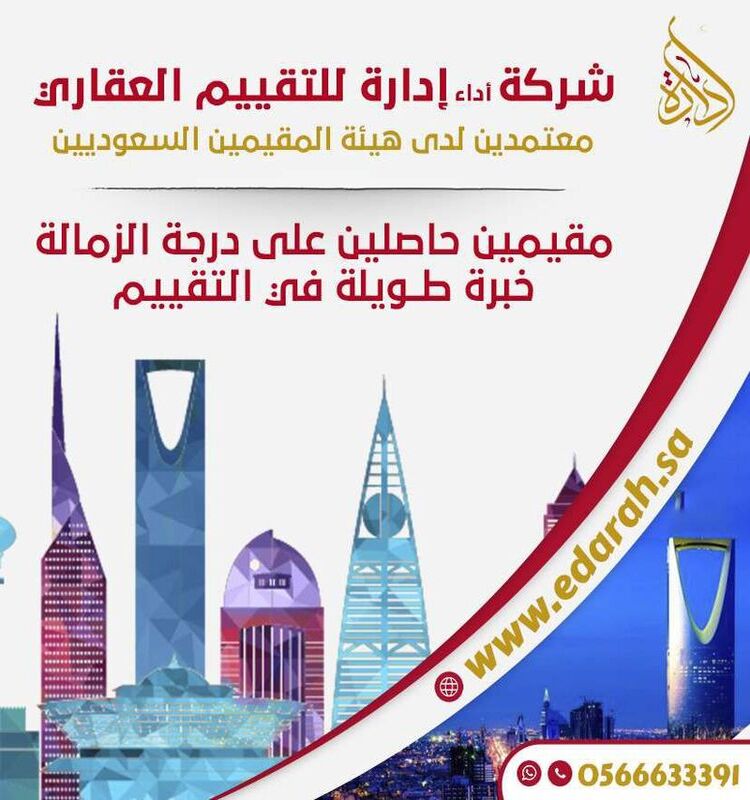 إدارة
شركة أداء إدارة للتقييم العقاري
معتمدين لدى هيئة المقيمين السعوديين
مقيمين حاصلين على درجة الزمالة
خبرة طويلة في التقييم
www.edarah.sa
0566633391